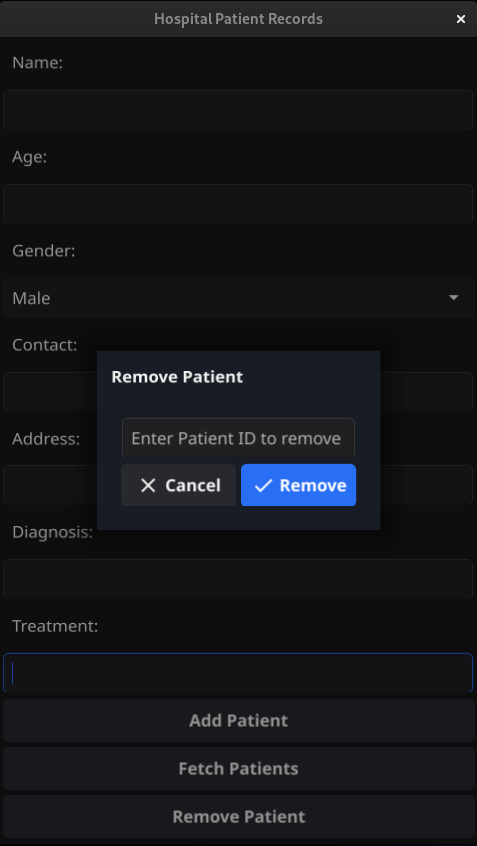 Hospital Patient Records
Name:
Age:
Gender:
Male
Contact:
Remove Patient
Enter Patient ID to remove
Cancel Remove
Address:
Diagnosis:
Treatment:
Add Patient
Fetch Patients
Remove Patient